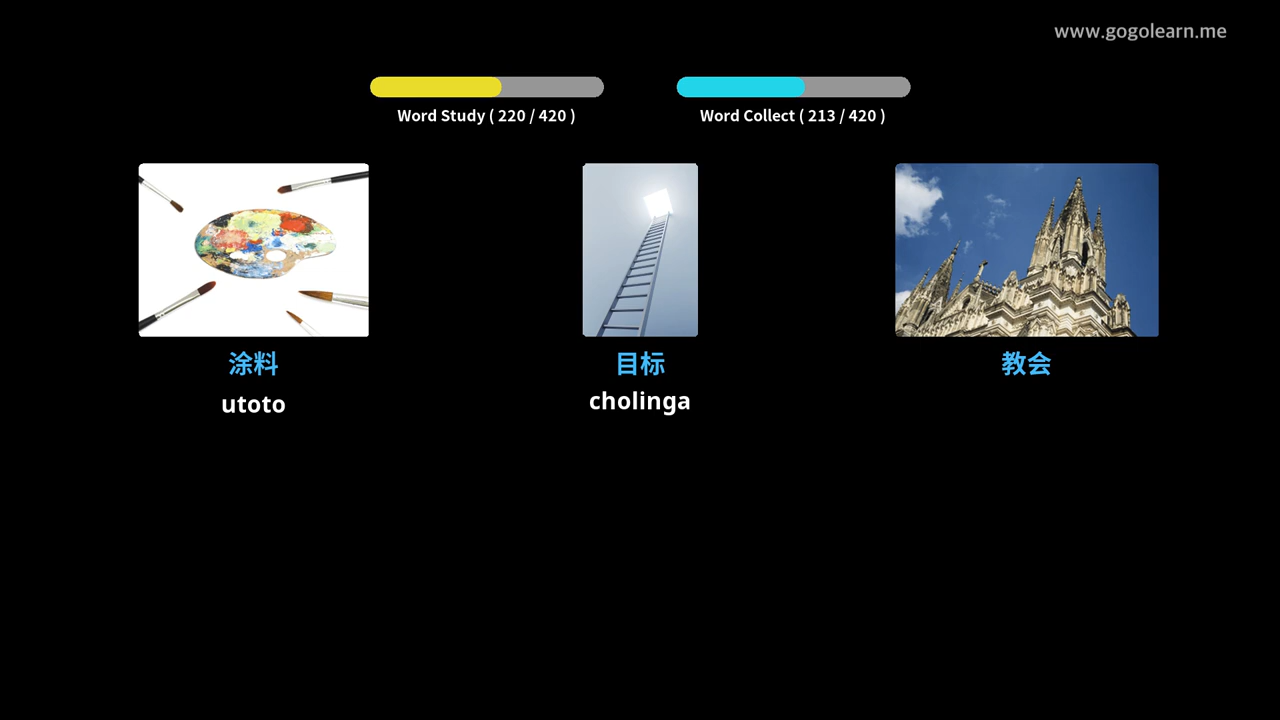 www.gogolearn.me
Word Study ( 220 / 420 )
Word Collect ( 213 / 420 )
涂料
目标
教会
utoto
cholinga